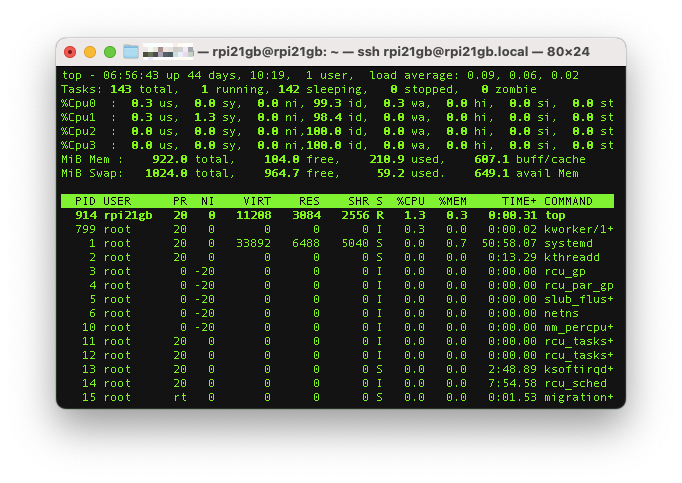 — rpi21gb@rpi21gb: ~ — ssh rpi21gb@rpi21gb.local — 80×24
top - 06:56:43 up 44 days, 10:19,  1 user,  load average: 0.09, 0.06, 0.02
Tasks: 143 total,   1 running, 142 sleeping,   0 stopped,   0 zombie
%Cpu0  :  0.3 us,  0.0 sy,  0.0 ni, 99.3 id,  0.3 wa,  0.0 hi,  0.0 si,  0.0 st
%Cpu1  :  0.3 us,  1.3 sy,  0.0 ni, 98.4 id,  0.0 wa,  0.0 hi,  0.0 si,  0.0 st
%Cpu2  :  0.0 us,  0.0 sy,  0.0 ni,100.0 id,  0.0 wa,  0.0 hi,  0.0 si,  0.0 st
%Cpu3  :  0.0 us,  0.0 sy,  0.0 ni,100.0 id,  0.0 wa,  0.0 hi,  0.0 si,  0.0 st
MiB Mem :    922.0 total,    104.0 free,    210.9 used,    607.1 buff/cache
MiB Swap:   1024.0 total,    964.7 free,     59.2 used.    649.1 avail Mem
PID USER      PR  NI    VIRT    RES    SHR S  %CPU  %MEM     TIME+ COMMAND
914 rpi21gb   20   0   11208   3084   2556 R   1.3   0.3   0:00.31 top
799 root      20   0       0      0      0 I   0.3   0.0   0:00.02 kworker/1+
1 root      20   0   33892   6488   5040 S   0.0   0.7  50:58.07 systemd
2 root      20   0       0      0      0 S   0.0   0.0   0:13.29 kthreadd
3 root       0 -20       0      0      0 I   0.0   0.0   0:00.00 rcu_gp
4 root       0 -20       0      0      0 I   0.0   0.0   0:00.00 rcu_par_gp
5 root       0 -20       0      0      0 I   0.0   0.0   0:00.00 slub_flus+
6 root       0 -20       0      0      0 I   0.0   0.0   0:00.00 netns
10 root       0 -20       0      0      0 I   0.0   0.0   0:00.00 mm_percpu+
11 root      20   0       0      0      0 I   0.0   0.0   0:00.00 rcu_tasks+
12 root      20   0       0      0      0 I   0.0   0.0   0:00.00 rcu_tasks+
13 root      20   0       0      0      0 S   0.0   0.0   2:48.89 ksoftirqd+
14 root      20   0       0      0      0 I   0.0   0.0   7:54.58 rcu_sched
15 root      rt   0       0      0      0 S   0.0   0.0   0:01.53 migration+